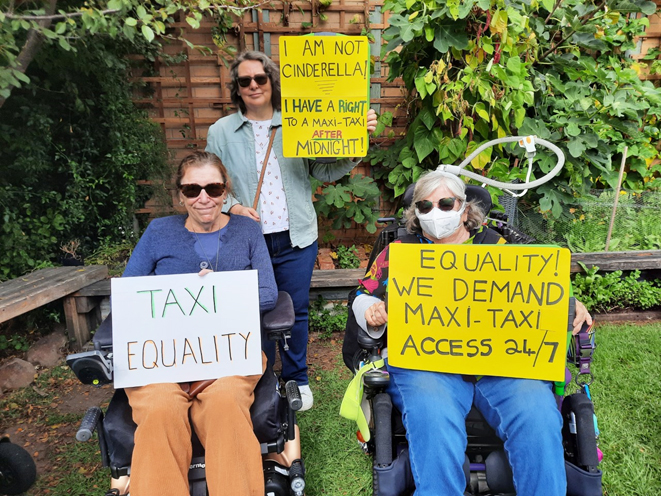 I AM NOT
CINDERELLA!
I HAVE A RIGHT
TO A MAXI-TAXI
AFTER
MIDNIGHT!
TAXI
EQUALITY
EQUALITY!
WE DEMAND
MAXI-TAXI
ACCESS 24/7